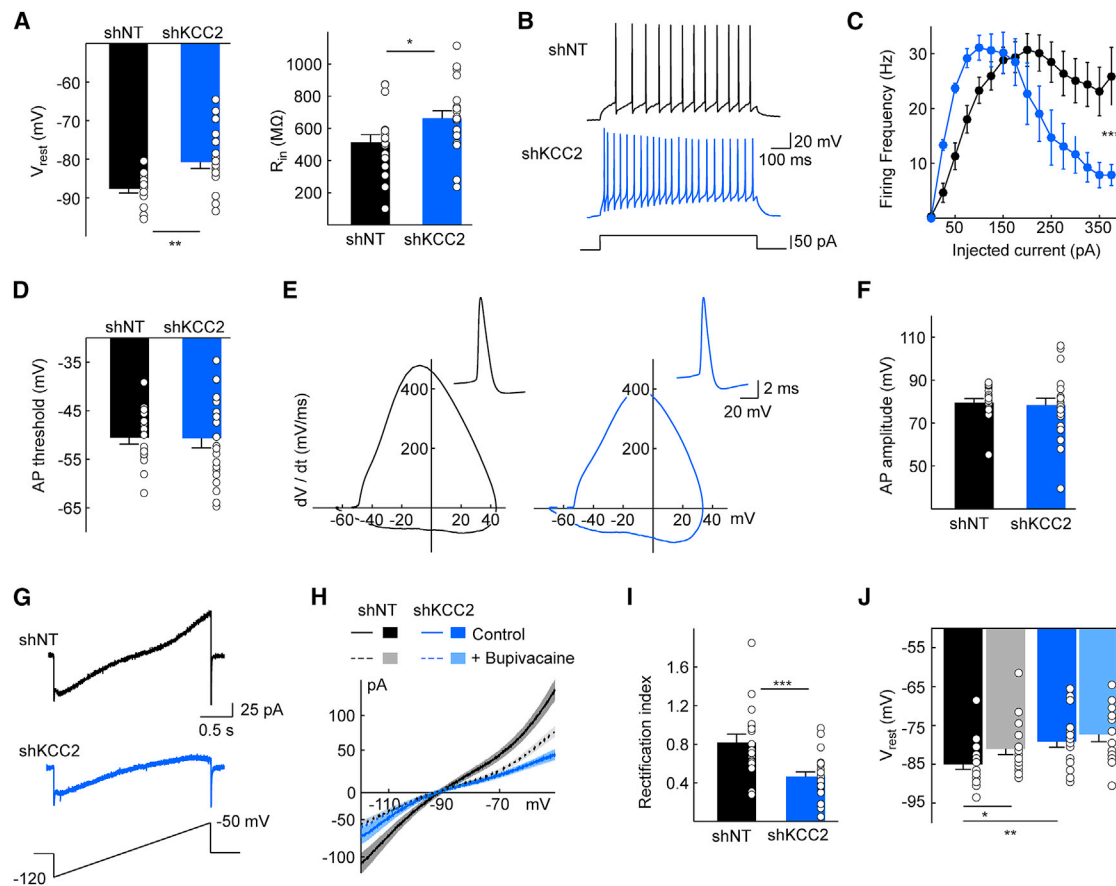 A
shNT shKCC2
-60
-70
-80
-90
Vrest (mV)
**
*
1000
800
600
400
200
Rin (MΩ)
shNT shKCC2
B
shNT
20 mV
100 ms
shKCC2
50 pA
C
Firing Frequency (Hz)
30
20
10
***
50 150 250 350
Injected current (pA)
D
shNT shKCC2
-35
-45
-55
-65
AP threshold (mV)
E
dV / dt (mV/ms)
400
200
-60 -40 -20 20 40
400
200
2 ms
20 mV
-60 -40 -20 20 40 mV
F
AP amplitude (mV)
110
90
70
50
shNT shKCC2
G
shNT
25 pA
0.5 s
shKCC2
-50 mV
-120
H
shNT shKCC2
Control
+ Bupivacaine
pA
100
50
0
-50
-100
-110 -90 -70 mV
I
Rectification index
1.6
1.2
0.8
0.4
***
shNT shKCC2
J
-55
-65
-75
-85
-95
Vrest (mV)
*
**